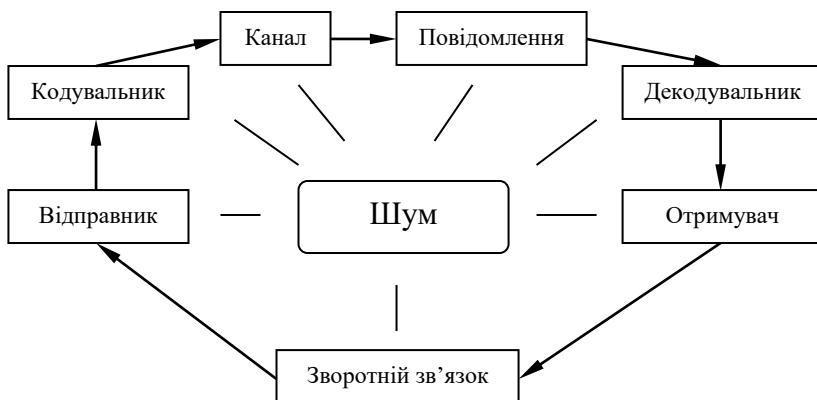 Канал
Повідомлення
Кодувальник
Декодувальник
Відправник
Шум
Отримувач
Зворотній зв’язок